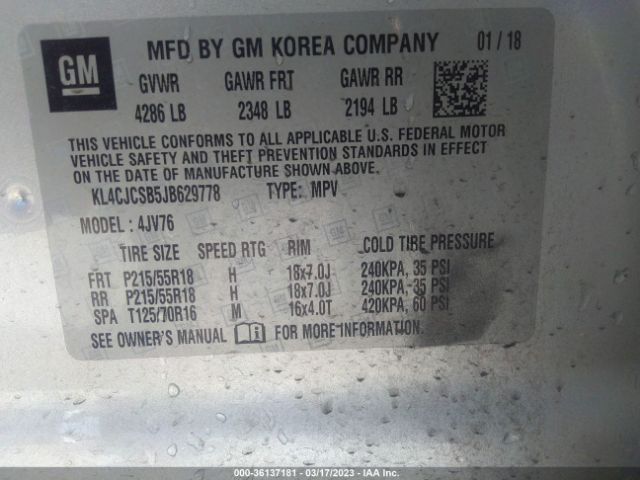 GM
MFD BY GM KOREA COMPANY 01 / 18
GVWR GAWR FRT GAWR RR
4286 LB 2348 LB 2194 LB
THIS VEHICLE CONFORMS TO ALL APPLICABLE U.S. FEDERAL MOTOR
VEHICLE SAFETY AND THEFT PREVENTION STANDARDS IN EFFECT
ON THE DATE OF MANUFACTURE SHOWN ABOVE.
KL4CJCSB5JB629778 TYPE: MPV
MODEL : 4JV76
TIRE SIZE SPEED RTG RIM COLD TIRE PRESSURE
FRT P215/55R18 H 18x7.0J 240KPA, 35 PSI
RR P215/55R18 H 18x7.0J 240KPA, 35 PSI
SPA T125/70R16 M 16x4.0T 420KPA, 60 PSI
SEE OWNER'S MANUAL i FOR MORE INFORMATION.
000-36137181 - 03/17/2023 - IAA Inc.